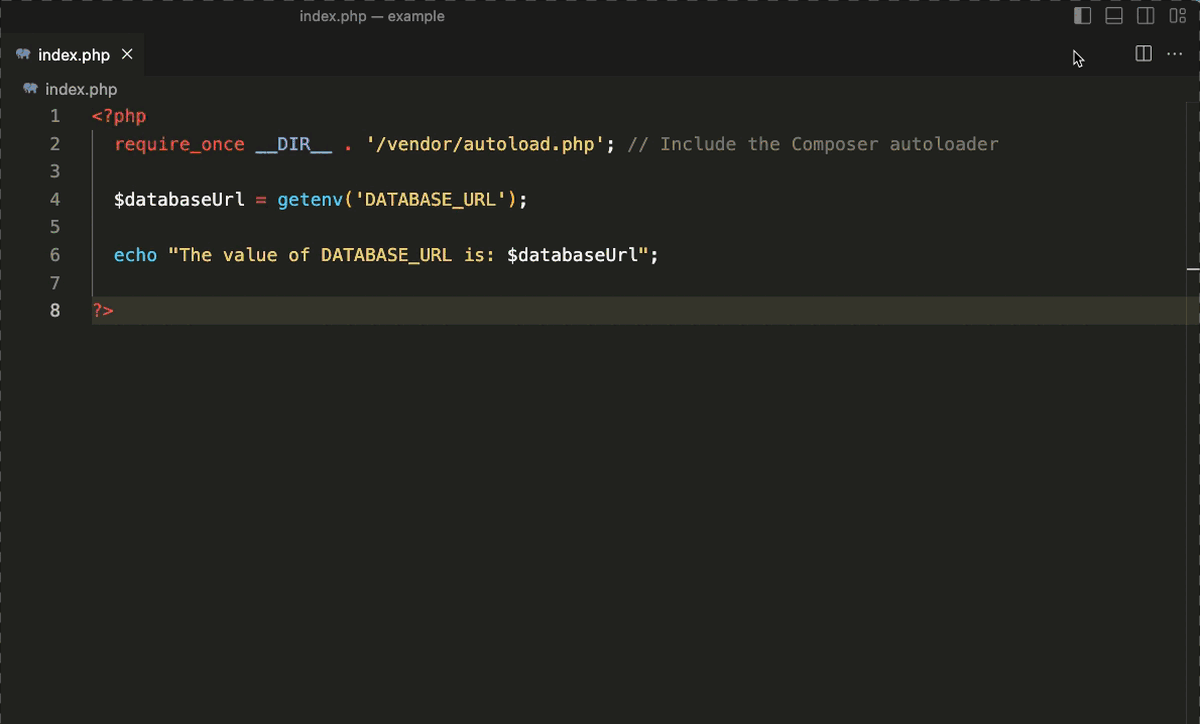 index.php — example
index.php
index.php
1 <?php
2 require_once __DIR__ . '/vendor/autoload.php'; // Include the Composer autoloader
3
4 $databaseUrl = getenv('DATABASE_URL');
5
6 echo "The value of DATABASE_URL is: $databaseUrl";
7
8 ?>